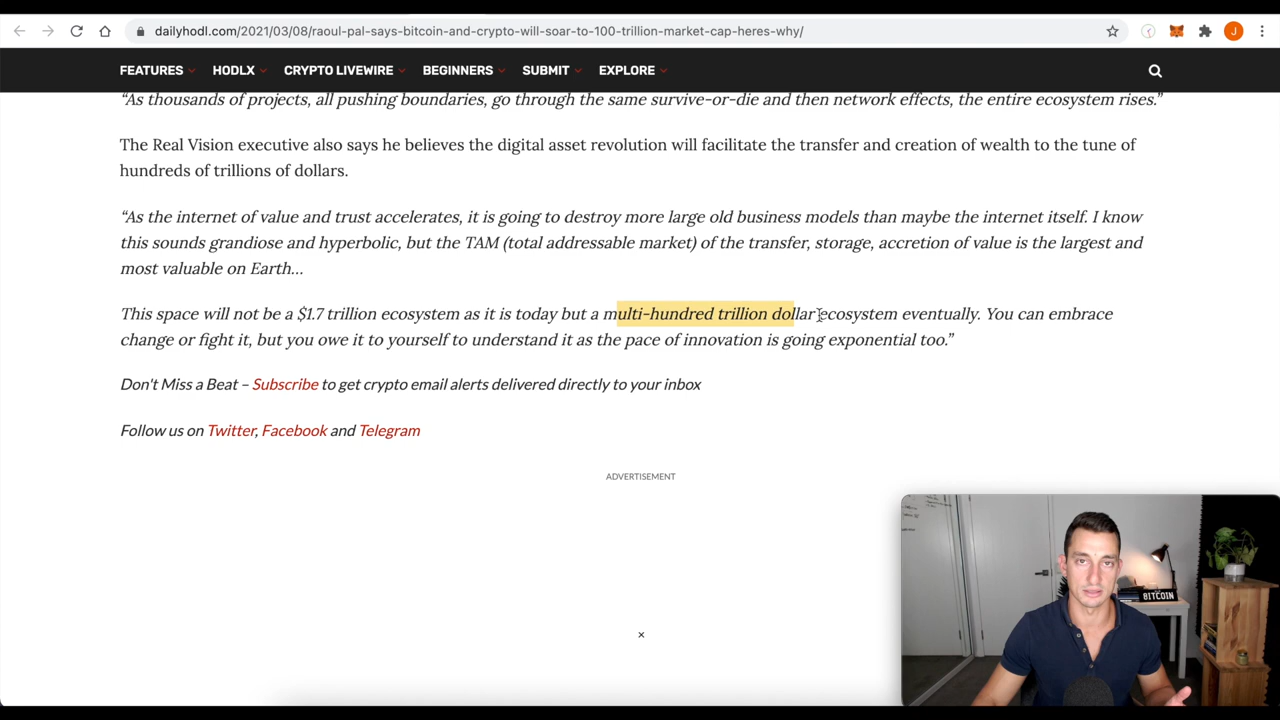 dailyhodl.com/2021/03/08/raoul-pal-says-bitcoin-and-crypto-will-soar-to-100-trillion-market-cap-heres-why/
J
FEATURES HODLX CRYPTO LIVEWIRE BEGINNERS SUBMIT EXPLORE
“As thousands of projects, all pushing boundaries, go through the same survive-or-die and then network effects, the entire ecosystem rises.”
The Real Vision executive also says he believes the digital asset revolution will facilitate the transfer and creation of wealth to the tune of
hundreds of trillions of dollars.
“As the internet of value and trust accelerates, it is going to destroy more large old business models than maybe the internet itself. I know
this sounds grandiose and hyperbolic, but the TAM (total addressable market) of the transfer, storage, accretion of value is the largest and
most valuable on Earth…
This space will not be a $1.7 trillion ecosystem as it is today but a multi-hundred trillion dollar ecosystem eventually. You can embrace
change or fight it, but you owe it to yourself to understand it as the pace of innovation is going exponential too.”
Don't Miss a Beat – Subscribe to get crypto email alerts delivered directly to your inbox
Follow us on Twitter, Facebook and Telegram
ADVERTISEMENT
BITCOIN